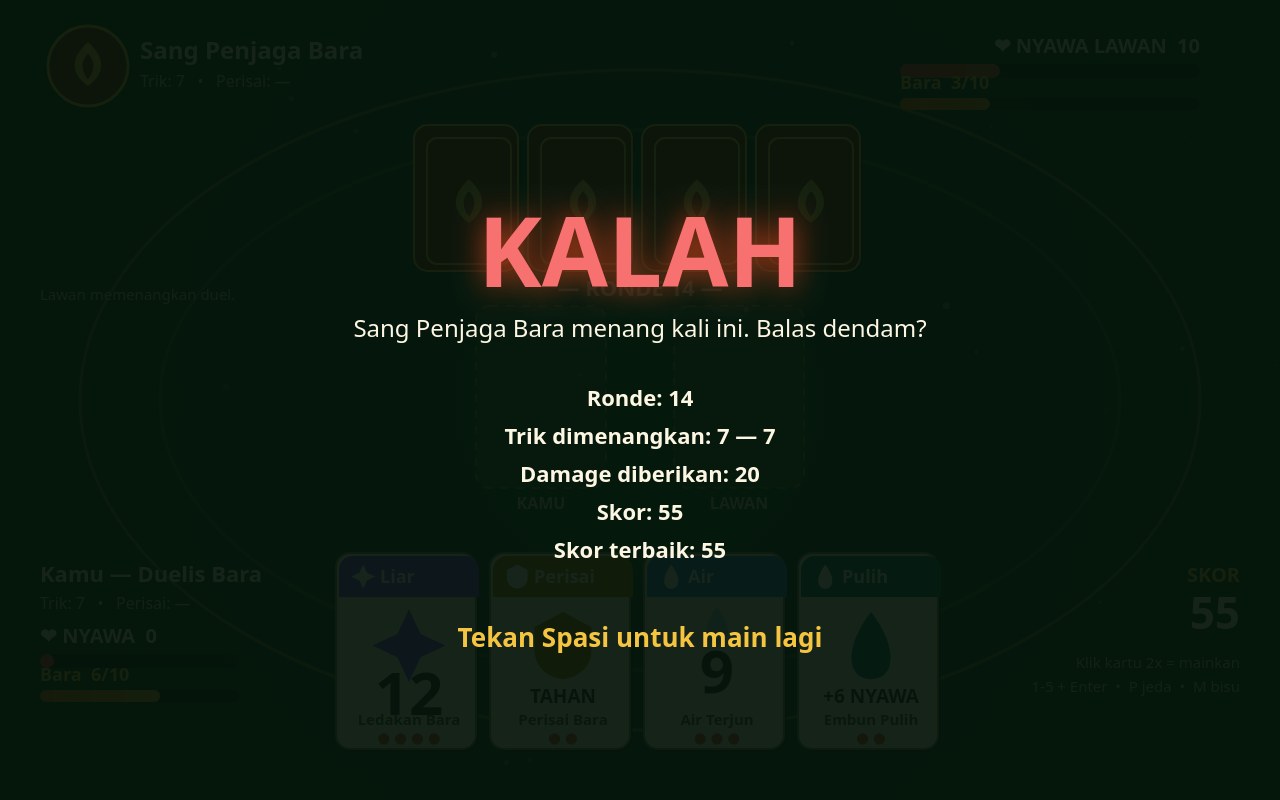 Sang Penjaga Bara
Trik: 7 • Perisai: —
❤ NYAWA LAWAN 10
Bara 3/10
KALAH
Lawan memenangkan duel.
— RONDE 14 —
Sang Penjaga Bara menang kali ini. Balas dendam?
Ronde: 14
Trik dimenangkan: 7 — 7
Damage diberikan: 20
KAMU
LAWAN
Skor: 55
Skor terbaik: 55
Kamu — Duelis Bara
Trik: 7 • Perisai: —
❤ NYAWA 0
Bara 6/10
Liar
12
Ledakan Bara
Perisai
TAHAN
Perisai Bara
Air
9
Air Terjun
Pulih
+6 NYAWA
Embun Pulih
Tekan Spasi untuk main lagi
SKOR
55
Klik kartu 2x = mainkan
1-5 + Enter • P jeda • M bisu